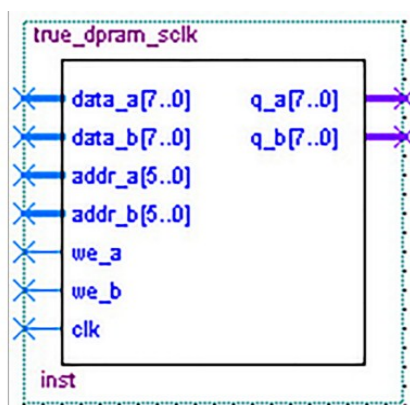 true_dpram_sclk
data_a[7..0] q_a[7..0]
data_b[7..0] q_b[7..0]
addr_a[5..0]
addr_b[5..0]
we_a
we_b
clk
inst